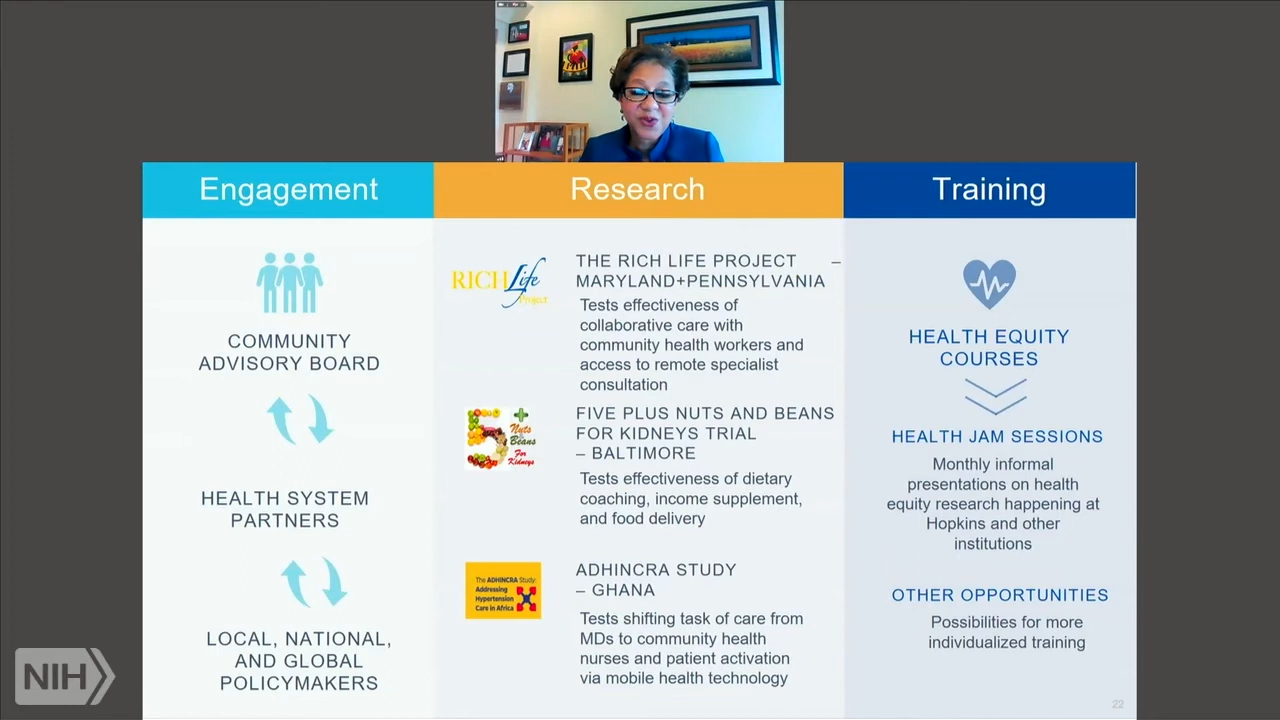 Engagement
COMMUNITY
ADVISORY BOARD
HEALTH SYSTEM
PARTNERS
LOCAL, NATIONAL,
AND GLOBAL
POLICYMAKERS
Research
RICH Life
Project
THE RICH LIFE PROJECT –
MARYLAND+PENNSYLVANIA
Tests effectiveness of
collaborative care with
community health workers and
access to remote specialist
consultation
5+
Nuts
&
Beans
For
Kidneys
FIVE PLUS NUTS AND BEANS
FOR KIDNEYS TRIAL
– BALTIMORE
Tests effectiveness of dietary
coaching, income supplement,
and food delivery
The ADHINCRA Study:
Addressing
Hypertension
Care in Africa
ADHINCRA STUDY
– GHANA
Tests shifting task of care from
MDs to community health
nurses and patient activation
via mobile health technology
Training
HEALTH EQUITY
COURSES
HEALTH JAM SESSIONS
Monthly informal
presentations on health
equity research happening at
Hopkins and other
institutions
OTHER OPPORTUNITIES
Possibilities for more
individualized training
22
NIH